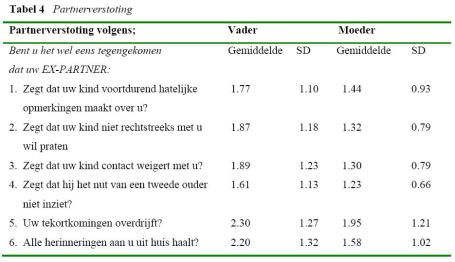 Tabel 4 Partnerverstoting
Partnerverstoting volgens; Vader Moeder
Bent u het wel eens tegengekomen Gemiddelde SD Gemiddelde SD
dat uw EX-PARTNER:
1. Zegt dat uw kind voortdurend hatelijke 1.77 1.10 1.44 0.93
opmerkingen maakt over u?
2. Zegt dat uw kind niet rechtstreeks met u 1.87 1.18 1.32 0.79
wil praten
3. Zegt dat uw kind contact weigert met u? 1.89 1.23 1.30 0.79
4. Zegt dat hij het nut van een tweede ouder 1.61 1.13 1.23 0.66
niet inziet?
5. Uw tekortkomingen overdrijft? 2.30 1.27 1.95 1.21
6. Alle herinneringen aan u uit huis haalt? 2.20 1.32 1.58 1.02